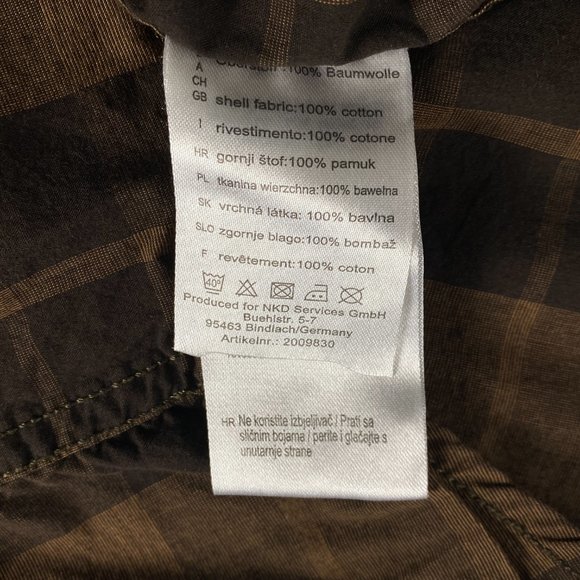 A
CH
Oberstoff:100% Baumwolle
GB shell fabric:100% cotton
I rivestimento:100% cotone
HR gornji štof:100% pamuk
PL tkanina wierzchna:100% bawełna
SK vrchná látka: 100% bavlna
SLO zgornje blago:100% bombaž
F revêtement:100% coton
40°
Produced for NKD Services GmbH
Buehlstr. 5-7
95463 Bindlach/Germany
Artikelnr.: 2009830
HR Ne koristite izbjeljivač / Prati sa
sličnim bojama / perite i glačajte s
unutarnje strane